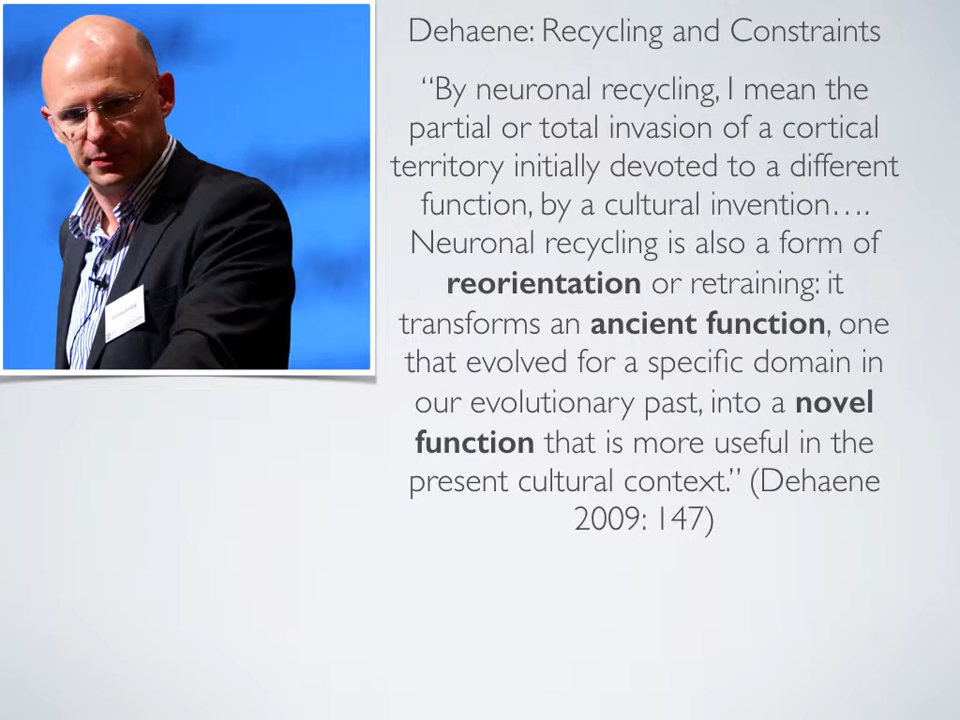 Dehaene: Recycling and Constraints
“By neuronal recycling, I mean the
partial or total invasion of a cortical
territory initially devoted to a different
function, by a cultural invention….
Neuronal recycling is also a form of
reorientation or retraining: it
transforms an ancient function, one
that evolved for a specific domain in
our evolutionary past, into a novel
function that is more useful in the
present cultural context.” (Dehaene
2009: 147)